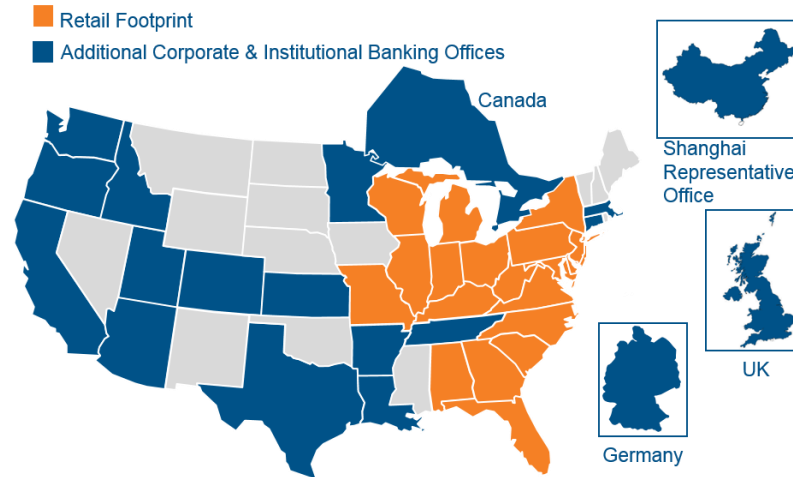 Retail Footprint
Additional Corporate & Institutional Banking Offices
Canada
Shanghai
Representative
Office
UK
Germany